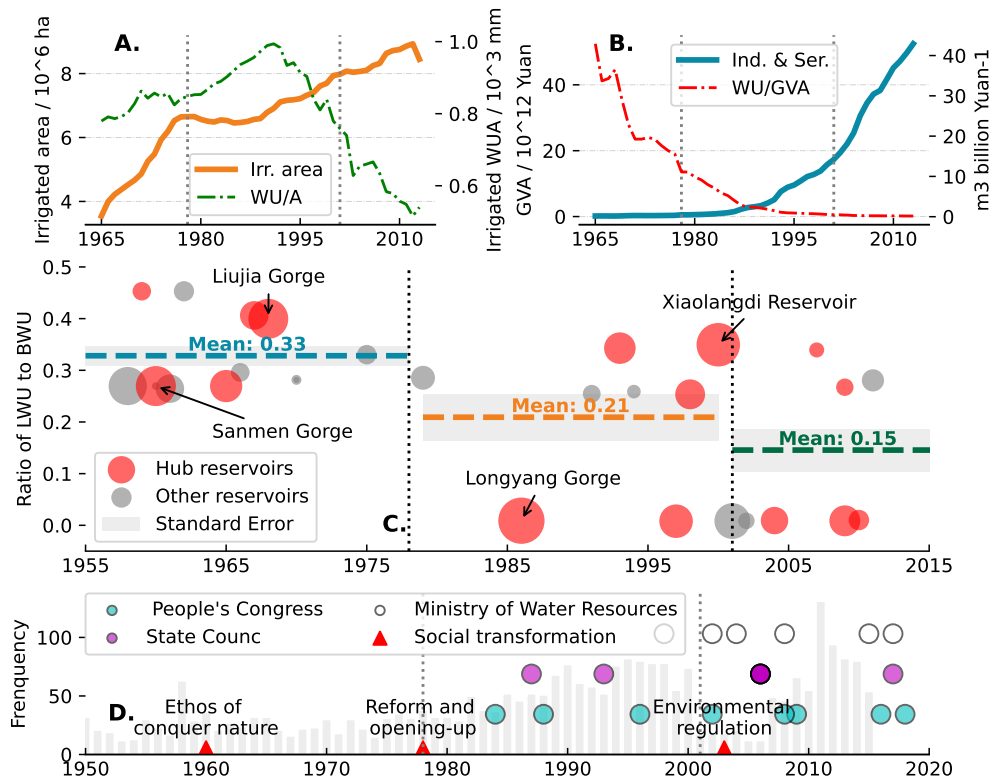 A.
Irrigated area / 10^6 ha
8
6
4
1.0
0.8
0.6
Irrigated WUA / 10^3 mm
Irr. area
WU/A
1965 1980 1995 2010
B.
GVA / 10^12 Yuan
40
20
0
40
30
20
10
0
m3 billion Yuan-1
Ind. & Ser.
WU/GVA
1965 1980 1995 2010
Ratio of LWU to BWU
0.5
0.4
0.3
0.2
0.1
0.0
Liujia Gorge
Xiaolangdi Reservoir
Mean: 0.33
Mean: 0.21
Sanmen Gorge
Mean: 0.15
Longyang Gorge
Hub reservoirs
Other reservoirs
Standard Error
C.
1955 1965 1975 1985 1995 2005 2015
Frenquency
100
50
0
People's Congress
Ministry of Water Resources
State Counc
Social transformation
D.
Ethos of
conquer nature
Reform and
opening-up
Environmental
regulation
1950 1960 1970 1980 1990 2000 2010 2020